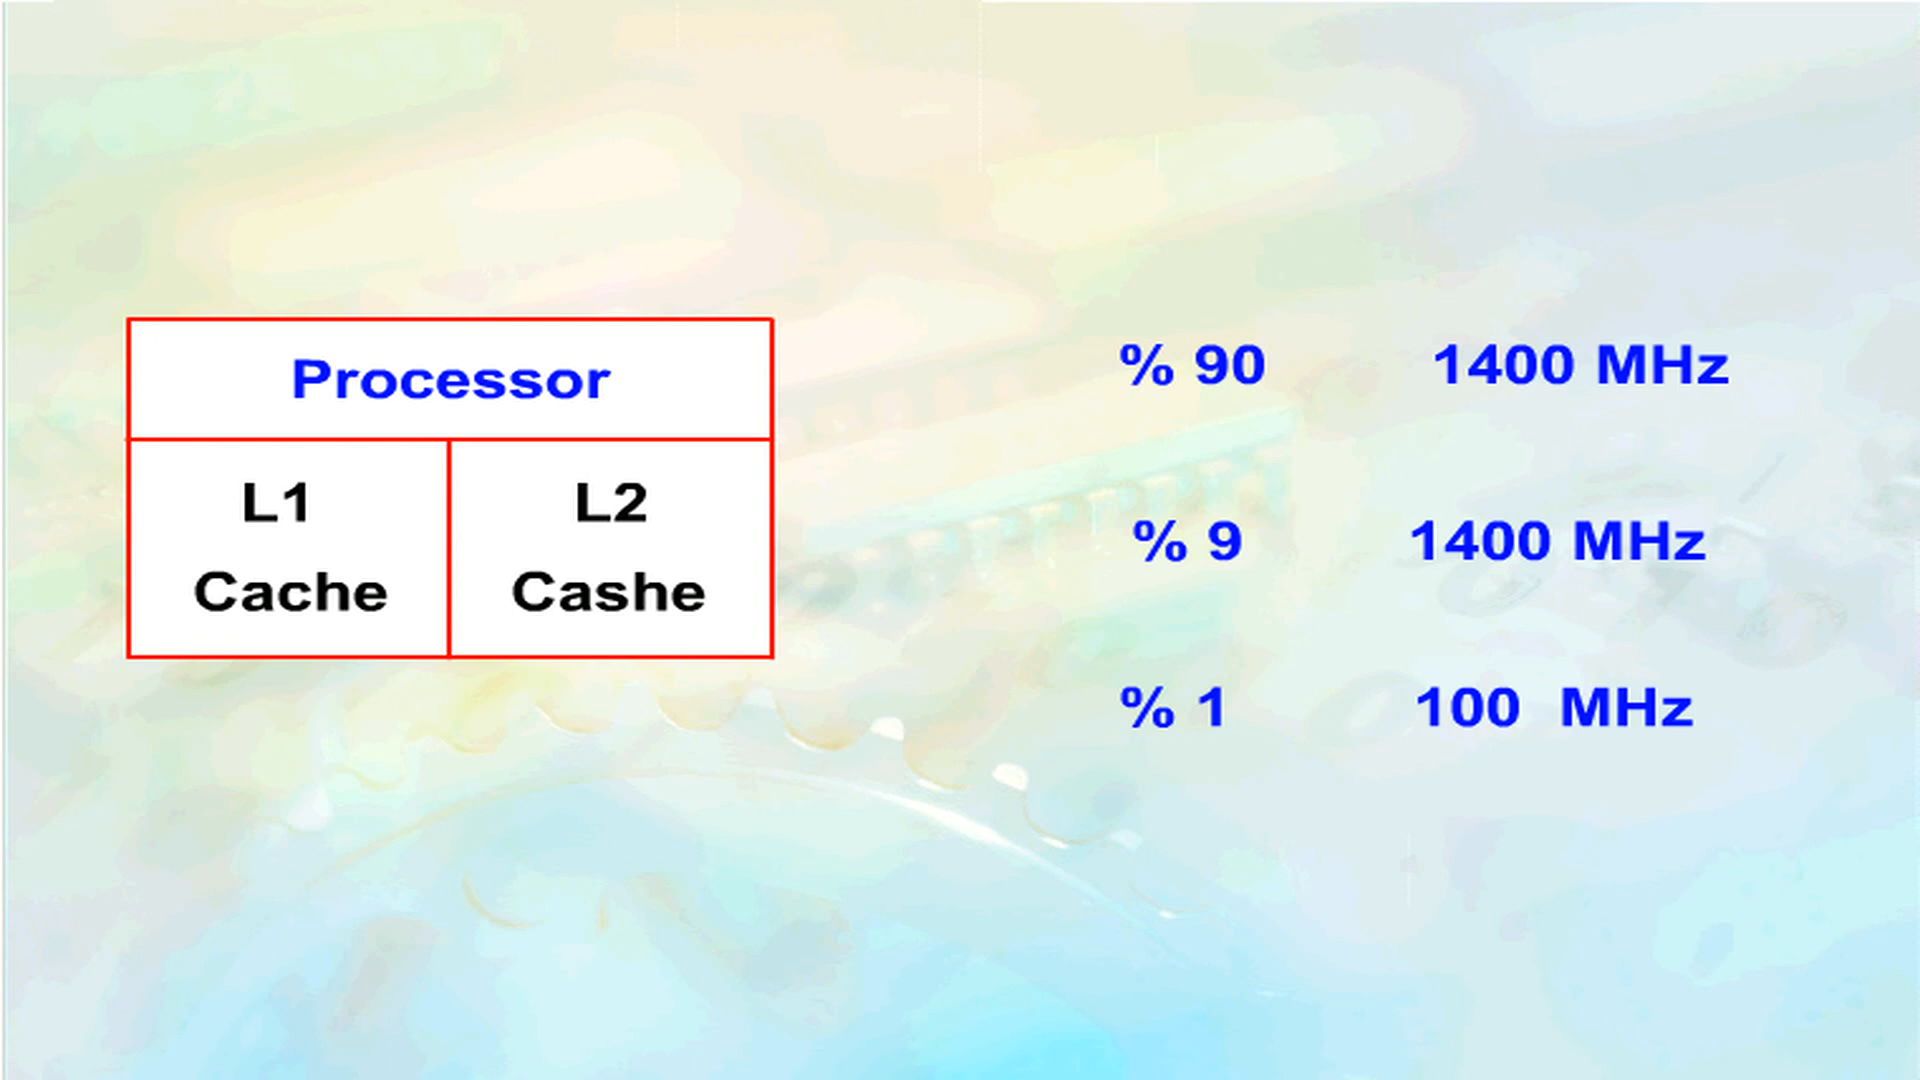 Processor
L1 Cache
L2 Cashe
% 90 1400 MHz
% 9 1400 MHz
% 1 100 MHz